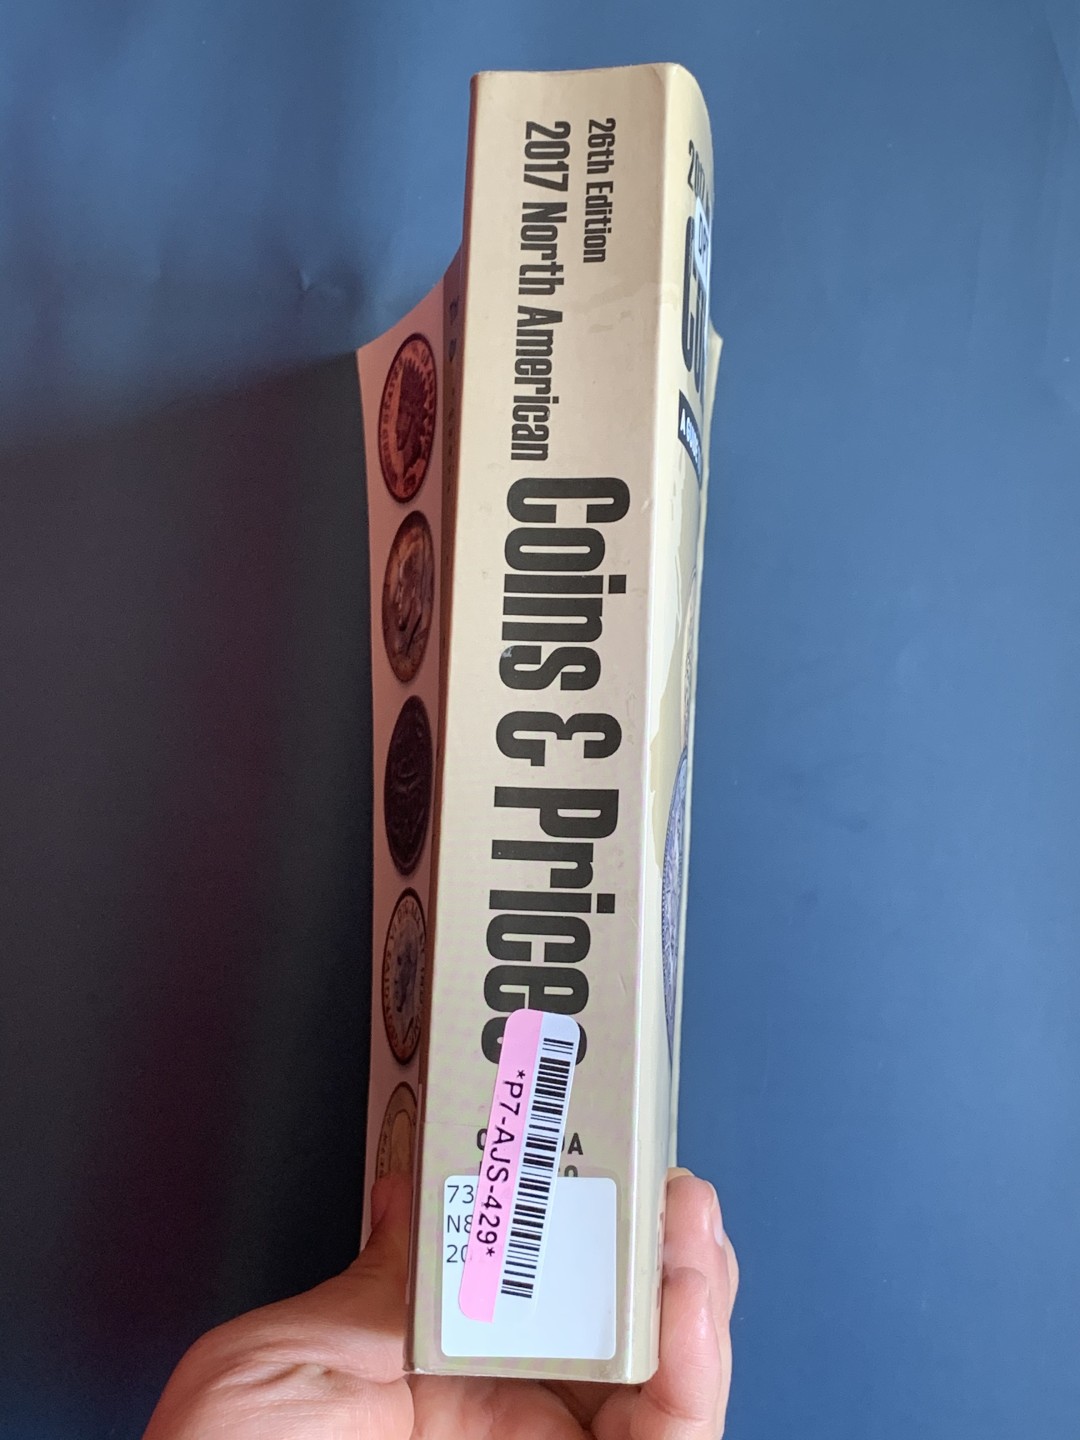 26th Edition
2017 North American
Coins & Prices
*P7-AJS-429*
73
N8
20